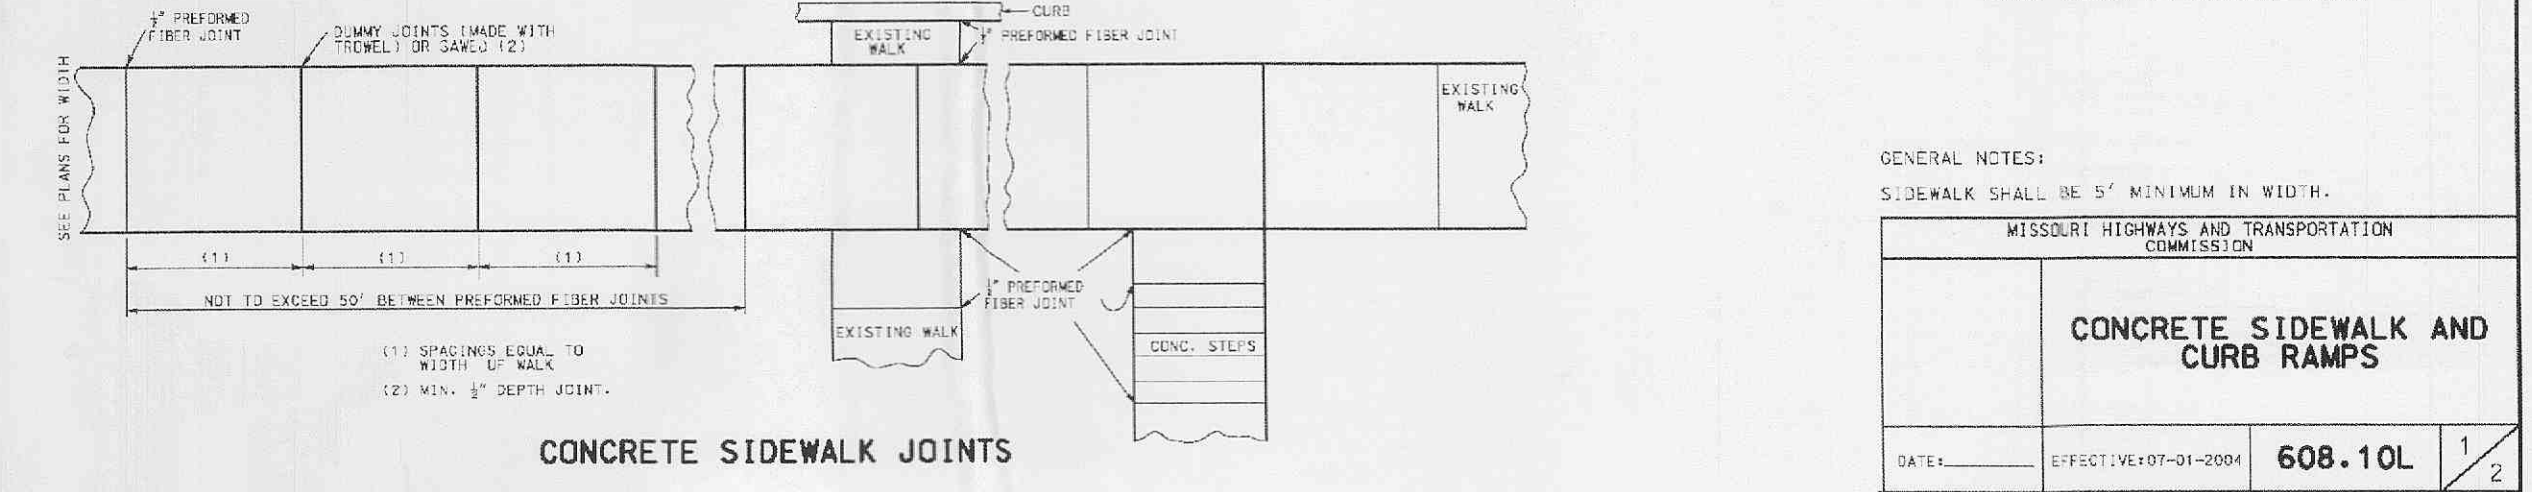 ½" PREFORMED
FIBER JOINT
DUMMY JOINTS (MADE WITH
TROWEL) OR SAWED (2)
CURB
EXISTING
WALK
½" PREFORMED FIBER JOINT
SEE PLANS FOR WIDTH
EXISTING
WALK
(1)
(1)
(1)
NOT TO EXCEED 50' BETWEEN PREFORMED FIBER JOINTS
½" PREFORMED
FIBER JOINT
EXISTING WALK
CONC. STEPS
(1) SPACINGS EQUAL TO
WIDTH OF WALK
(2) MIN. ½" DEPTH JOINT.
CONCRETE SIDEWALK JOINTS
GENERAL NOTES:
SIDEWALK SHALL BE 5' MINIMUM IN WIDTH.
MISSOURI HIGHWAYS AND TRANSPORTATION
COMMISSION
CONCRETE SIDEWALK AND
CURB RAMPS
DATE:
EFFECTIVE:07-01-2004
608.10L
1/2